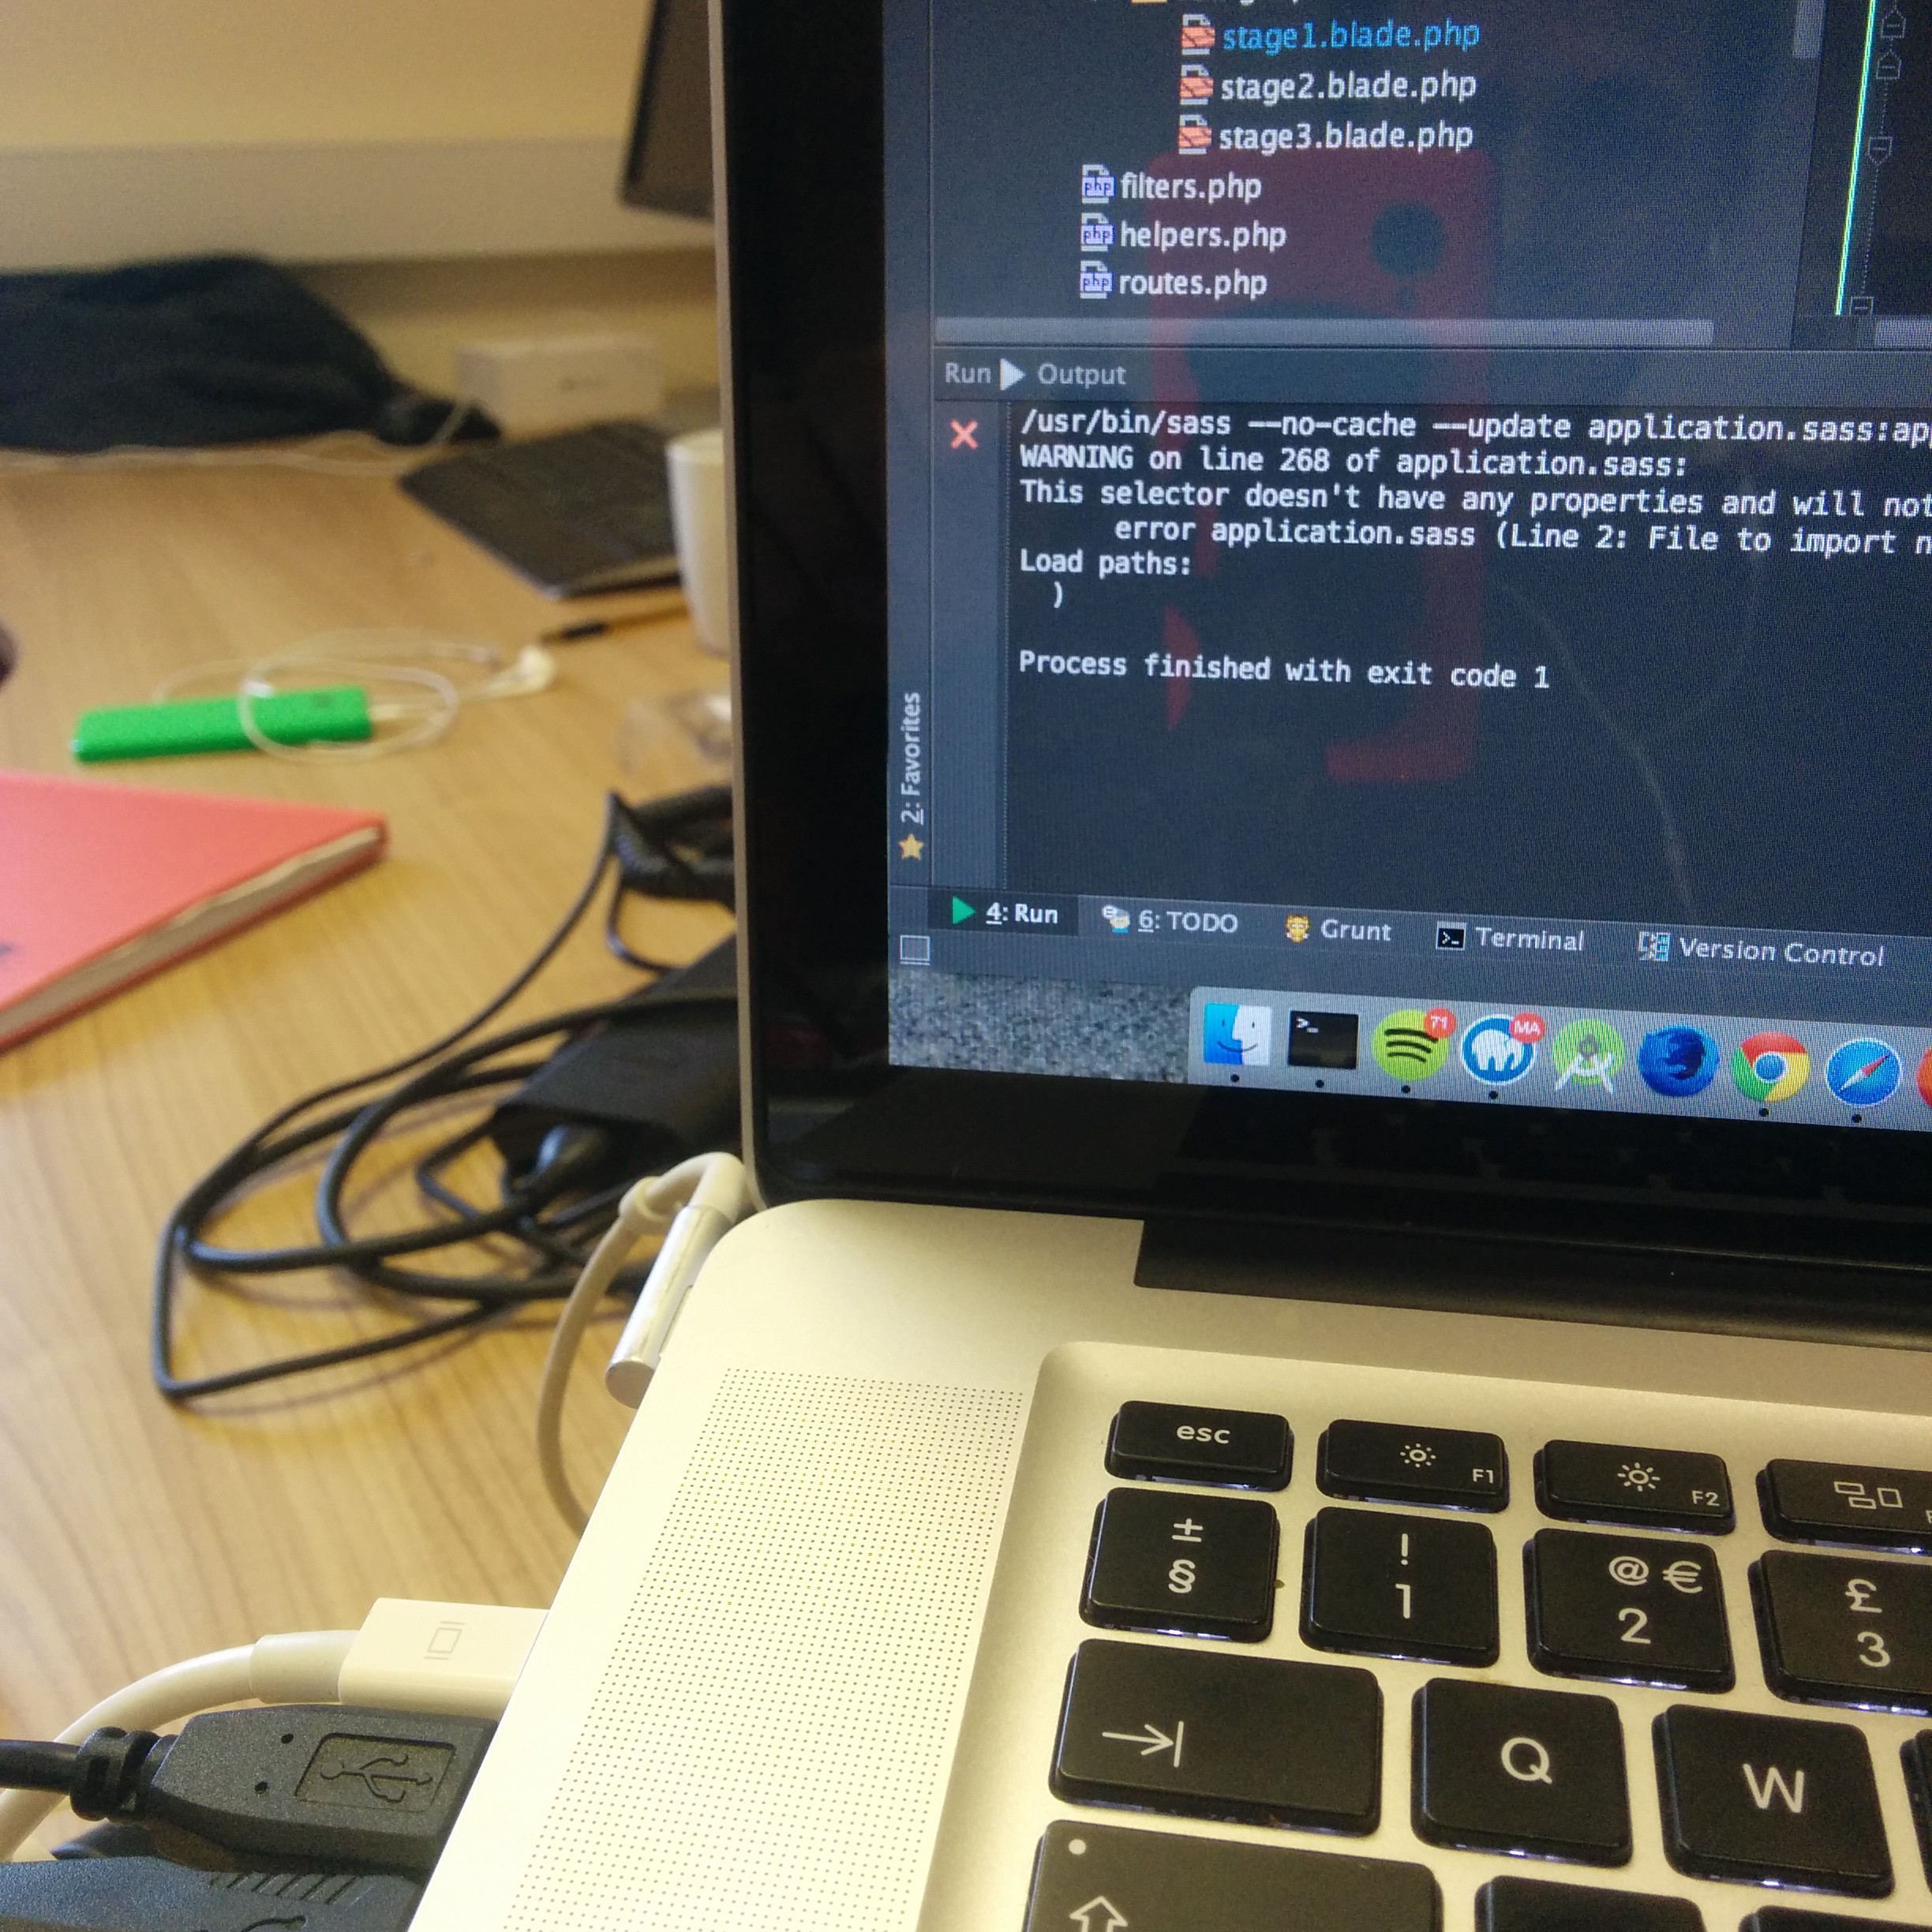 stage1.blade.php
stage2.blade.php
stage3.blade.php
filters.php
helpers.php
routes.php
Run Output
/usr/bin/sass --no-cache --update application.sass:ap
WARNING on line 268 of application.sass:
This selector doesn't have any properties and will not
error application.sass (Line 2: File to import n
Load paths:
)
Process finished with exit code 1
2: Favorites
4: Run 6: TODO Grunt Terminal Version Control
71 MA
esc F1 F2
± ! @ € £
§ 1 2 3
Q W